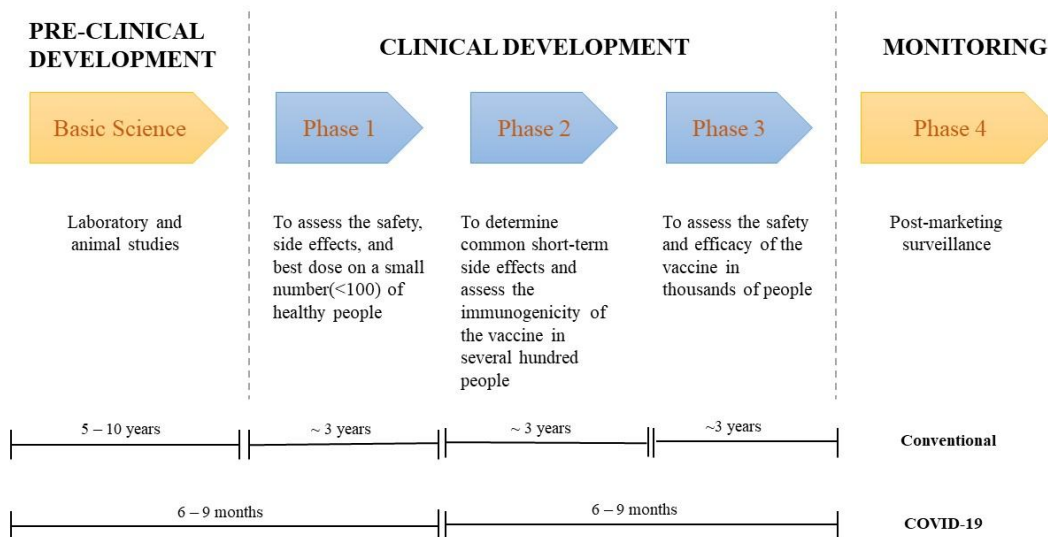 PRE-CLINICAL
DEVELOPMENT
CLINICAL DEVELOPMENT
MONITORING
Basic Science
Phase 1
Phase 2
Phase 3
Phase 4
Laboratory and
animal studies
To assess the safety,
side effects, and
best dose on a small
number(<100) of
healthy people
To determine
common short-term
side effects and
assess the
immunogenicity of
the vaccine in
several hundred
people
To assess the safety
and efficacy of the
vaccine in
thousands of people
Post-marketing
surveillance
5 – 10 years
~ 3 years
~ 3 years
~3 years
Conventional
6 – 9 months
6 – 9 months
COVID-19